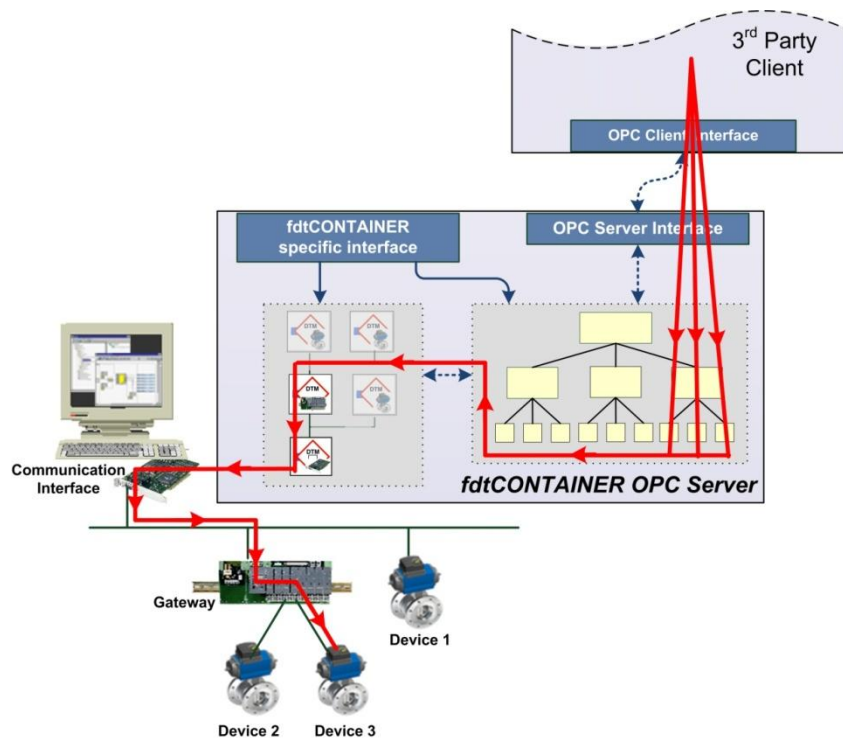 3rd Party
Client
OPC Client Interface
fdtCONTAINER
specific interface
OPC Server Interface
DTM
DTM
DTM
DTM
DTM
Communication
Interface
fdtCONTAINER OPC Server
Gateway
Device 1
Device 2
Device 3